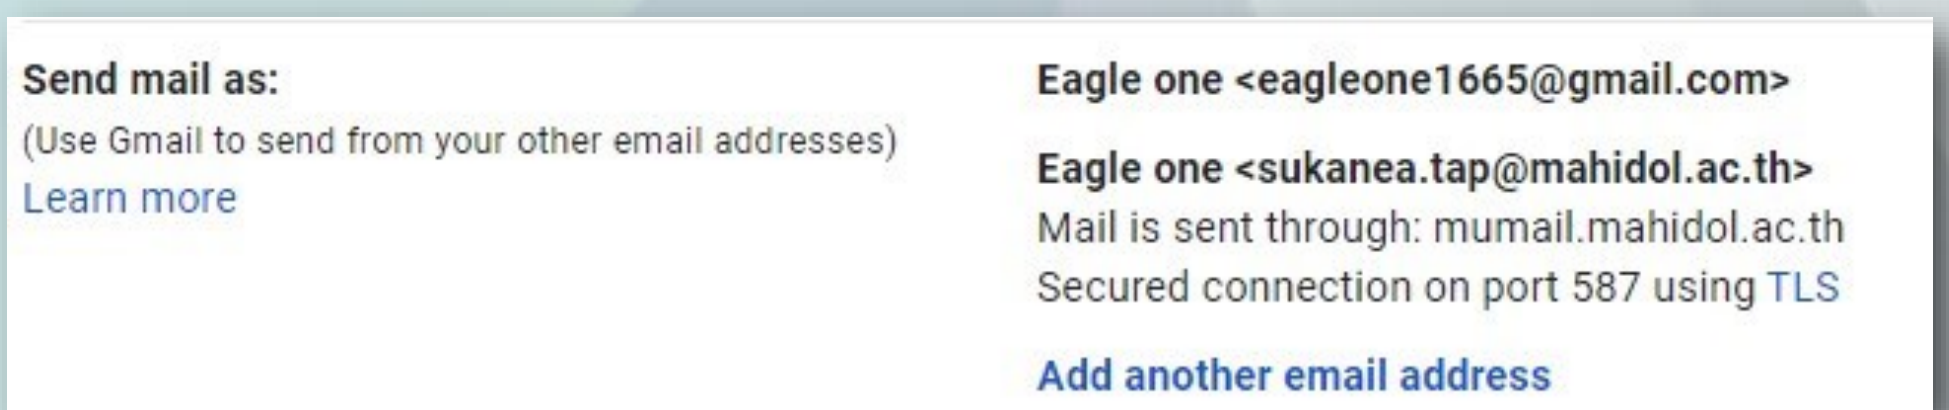 Send mail as:
(Use Gmail to send from your other email addresses)
Learn more
Eagle one <eagleone1665@gmail.com>
Eagle one <sukanea.tap@mahidol.ac.th>
Mail is sent through: mumail.mahidol.ac.th
Secured connection on port 587 using TLS
Add another email address